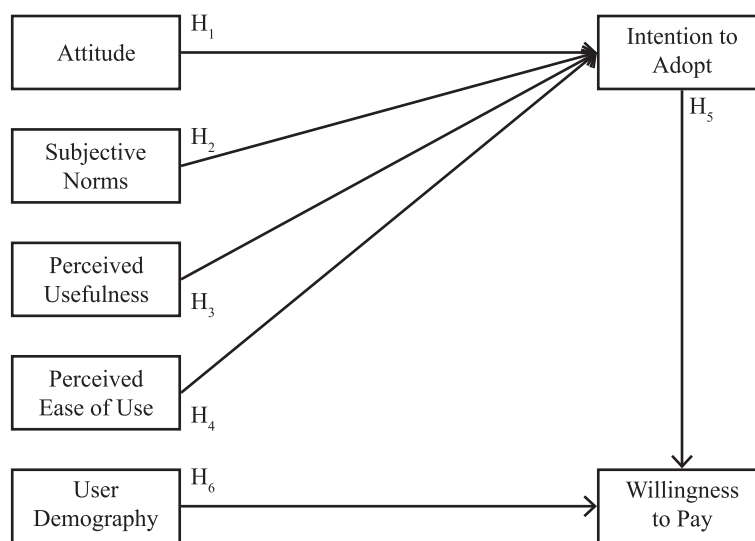 Attitude
H1
Intention to
Adopt
H5
Subjective
Norms
H2
Perceived
Usefulness
H3
Perceived
Ease of Use
H4
User
Demography
H6
Willingness
to Pay